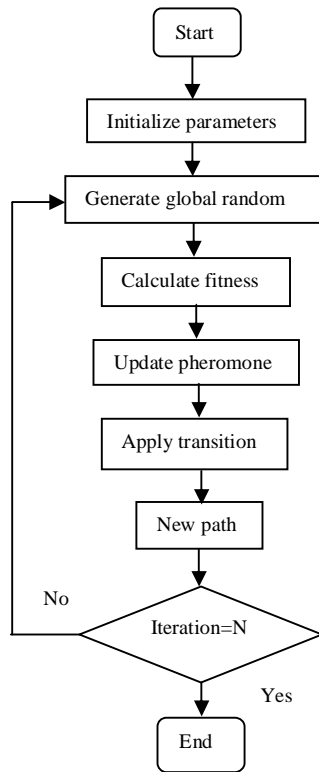 Start
Initialize parameters
Generate global random
Calculate fitness
Update pheromone
Apply transition
New path
No
Iteration=N
Yes
End